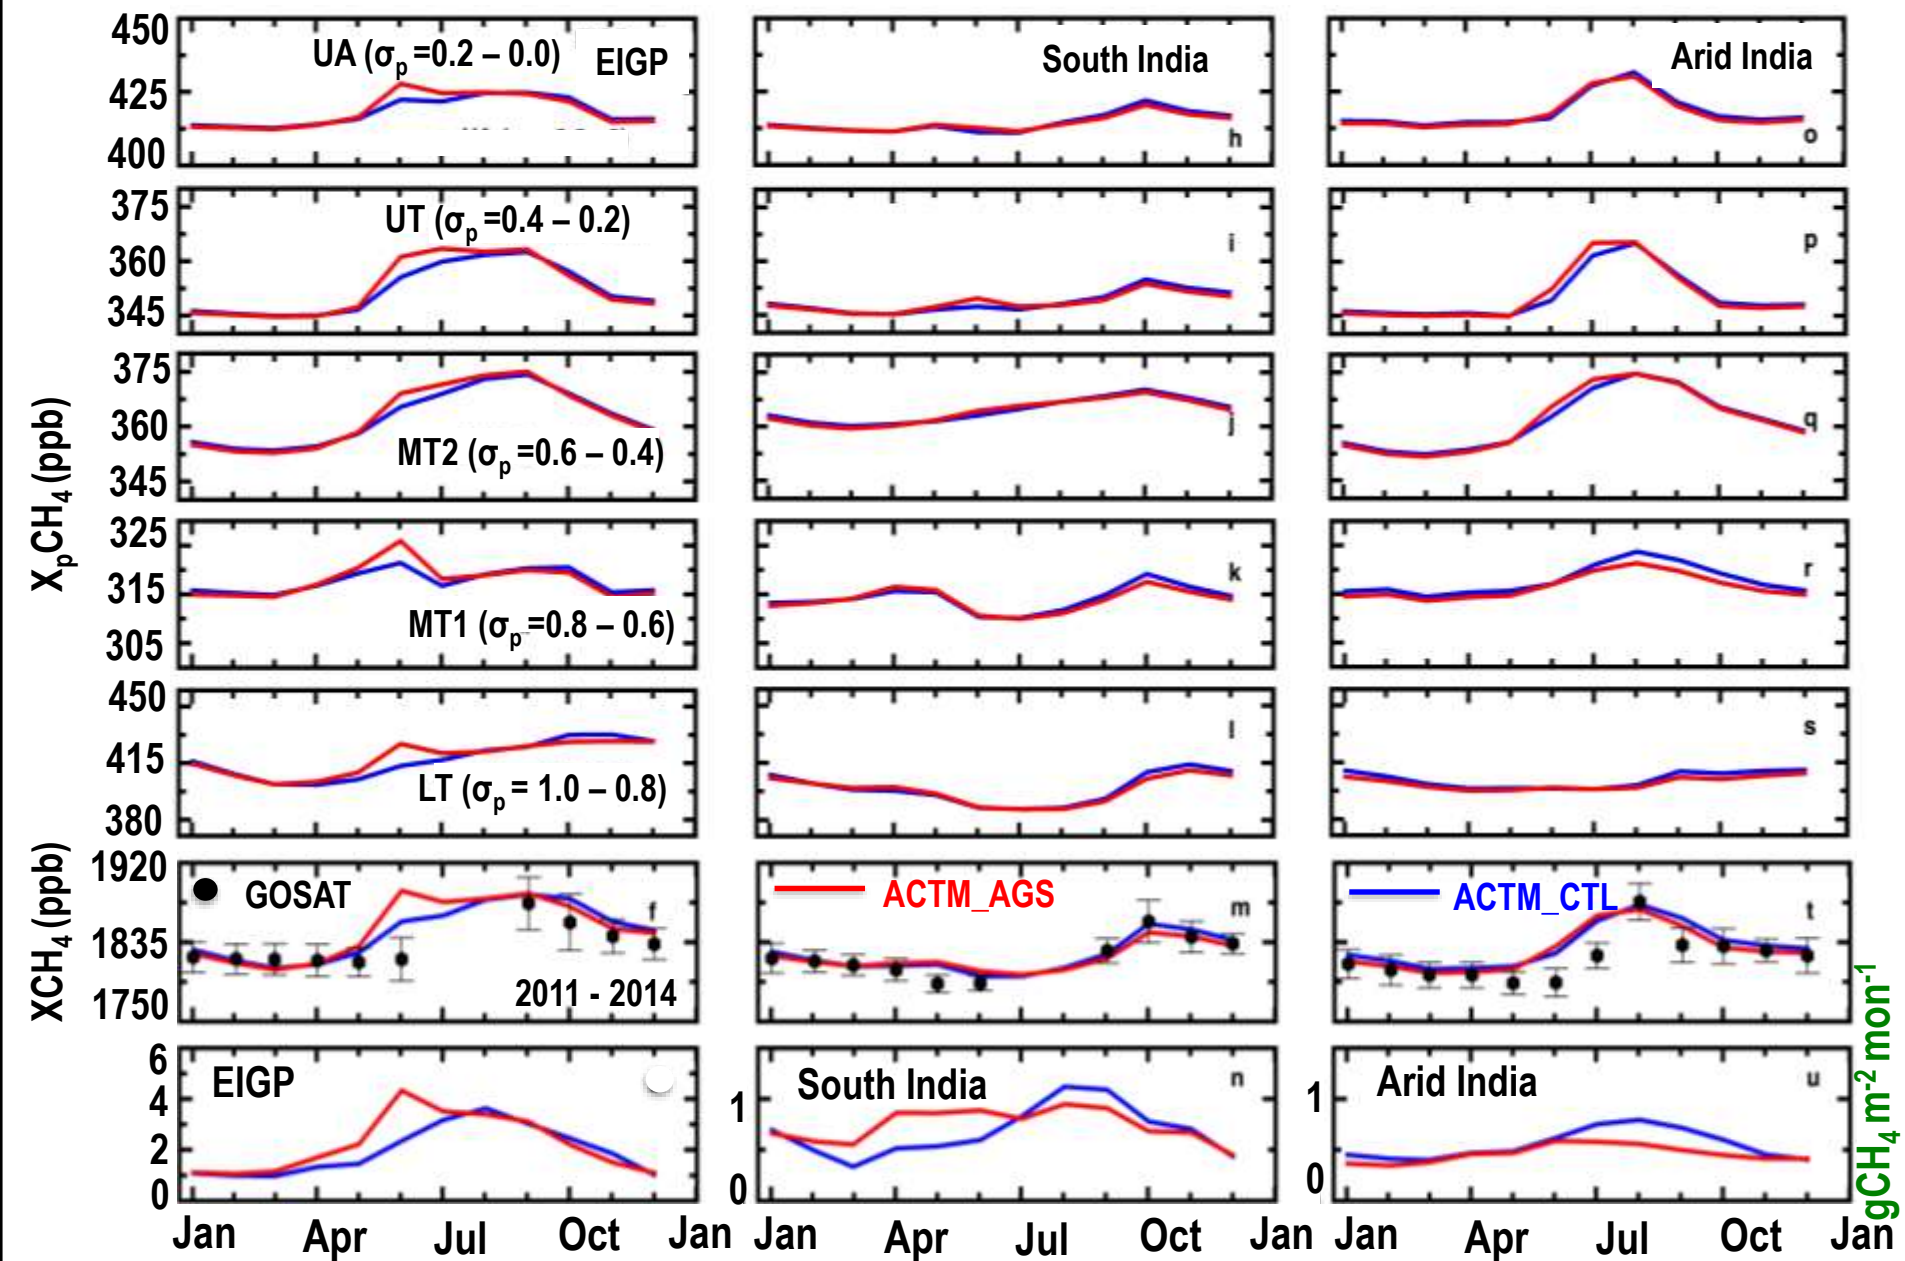 450
425
400
UA (σp =0.2 – 0.0)
EIGP
South India
h
Arid India
o
375
360
345
UT (σp =0.4 – 0.2)
i
p
375
360
345
MT2 (σp =0.6 – 0.4)
j
q
325
315
305
MT1 (σp =0.8 – 0.6)
k
r
450
415
380
LT (σp = 1.0 – 0.8)
l
s
XpCH4 (ppb)
1920
1835
1750
GOSAT
f
2011 - 2014
ACTM_AGS
m
ACTM_CTL
t
XCH4 (ppb)
6
4
2
0
EIGP
1
0
South India
n
1
0
Arid India
u
gCH4 m-2 mon-1
Jan Apr Jul Oct Jan
Jan Apr Jul Oct Jan
Jan Apr Jul Oct Jan